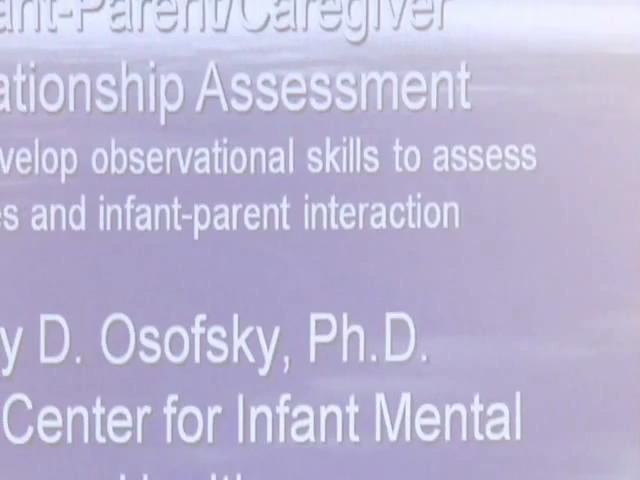 ant-Parent/Caregiver
ationship Assessment
velop observational skills to assess
es and infant-parent interaction
y D. Osofsky, Ph.D.
Center for Infant Mental